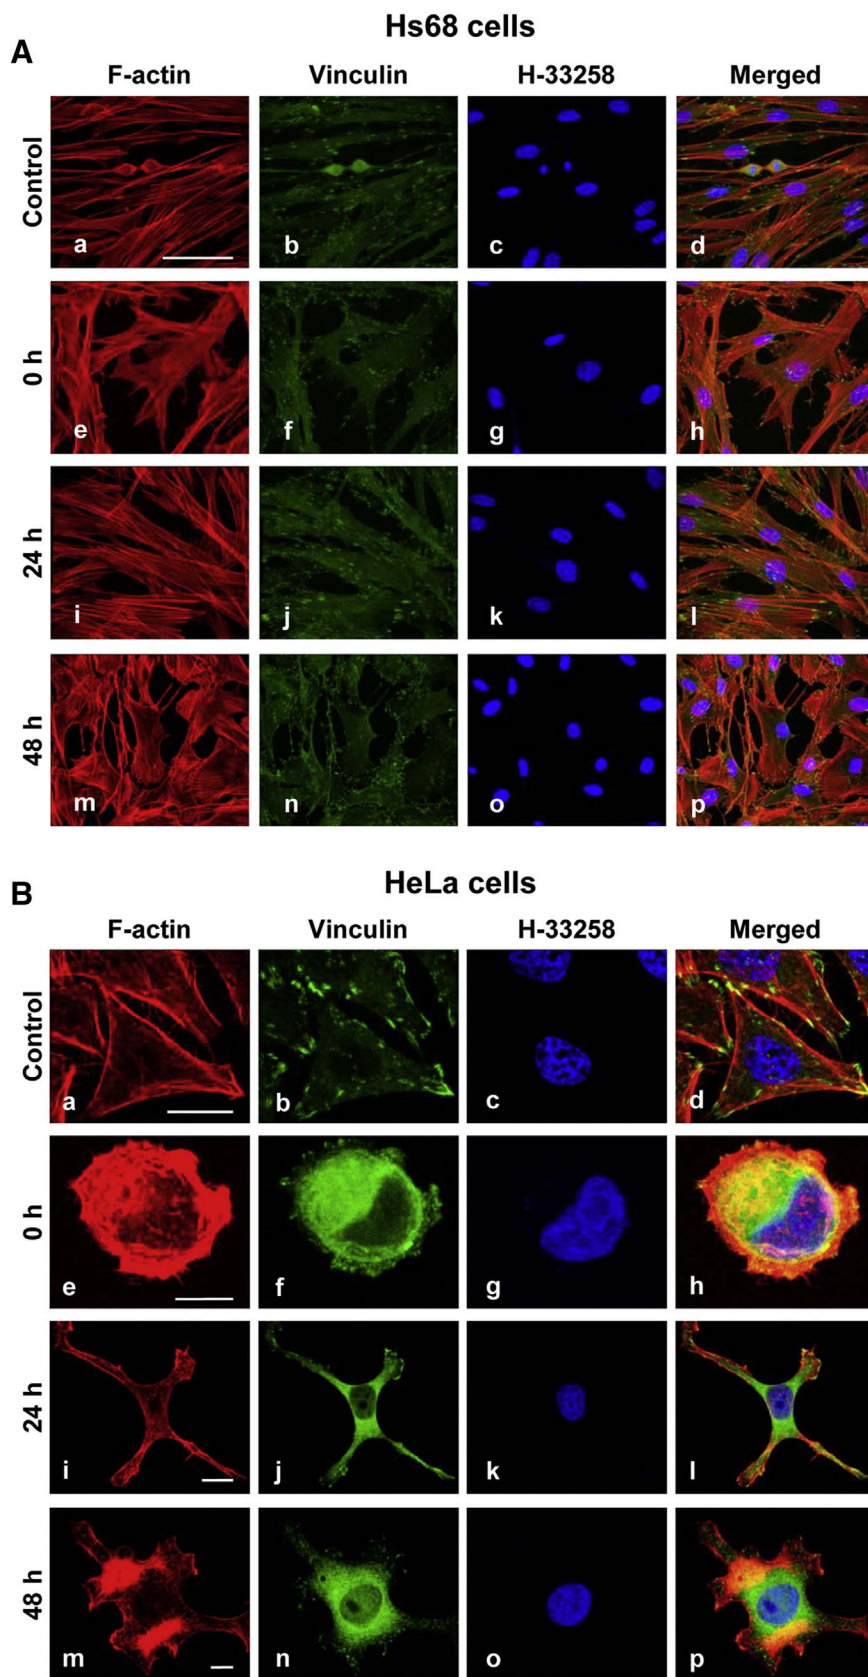 Hs68 cells
A
F-actin Vinculin H-33258 Merged
Control
a b c d
0 h
e f g h
24 h
i j k l
48 h
m n o p
HeLa cells
B
F-actin Vinculin H-33258 Merged
Control
a b c d
0 h
e f g h
24 h
i j k l
48 h
m n o p